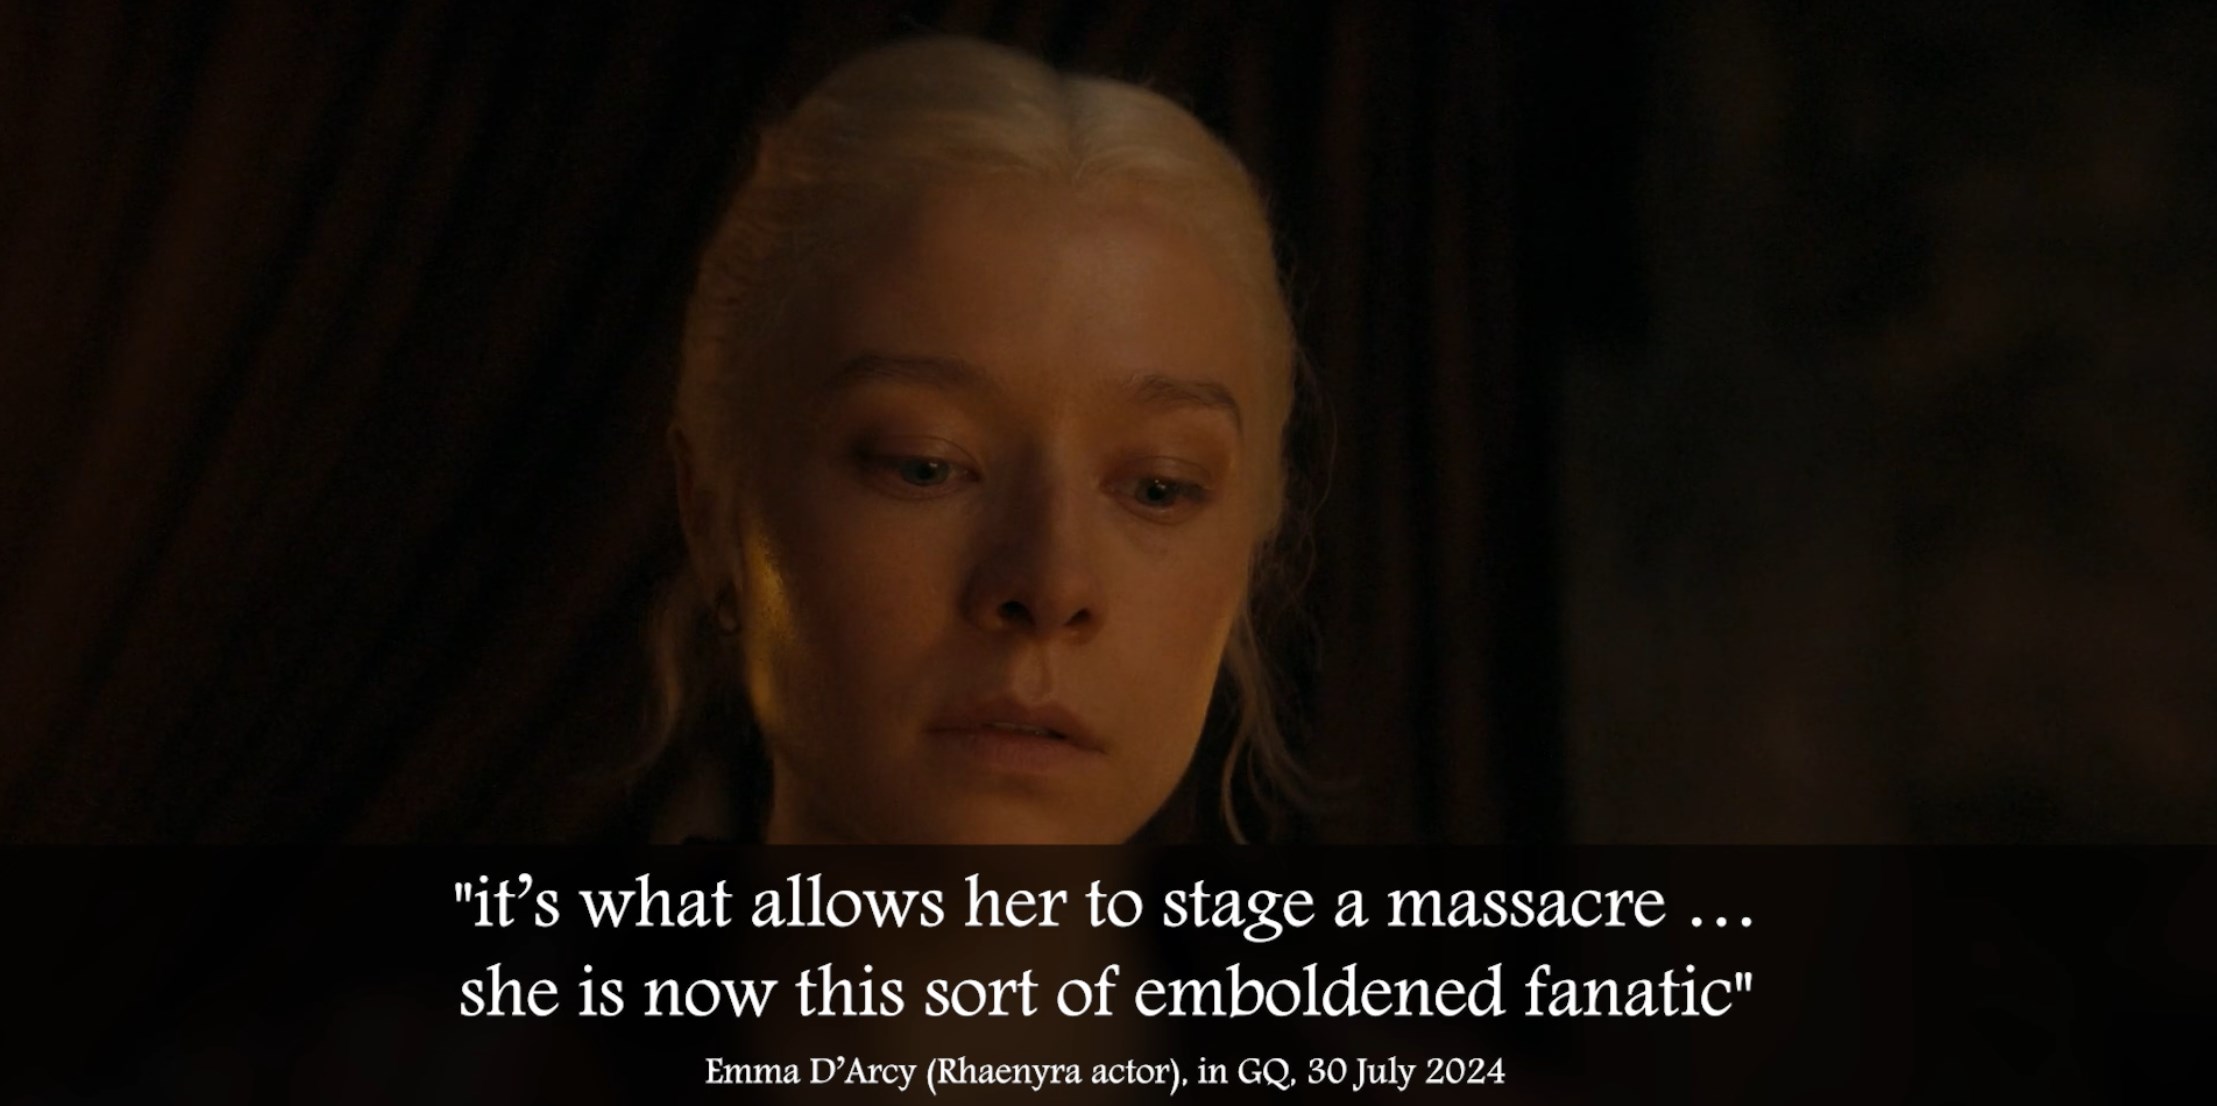 "it’s what allows her to stage a massacre …
she is now this sort of emboldened fanatic"
Emma D’Arcy (Rhaenyra actor), in GQ, 30 July 2024